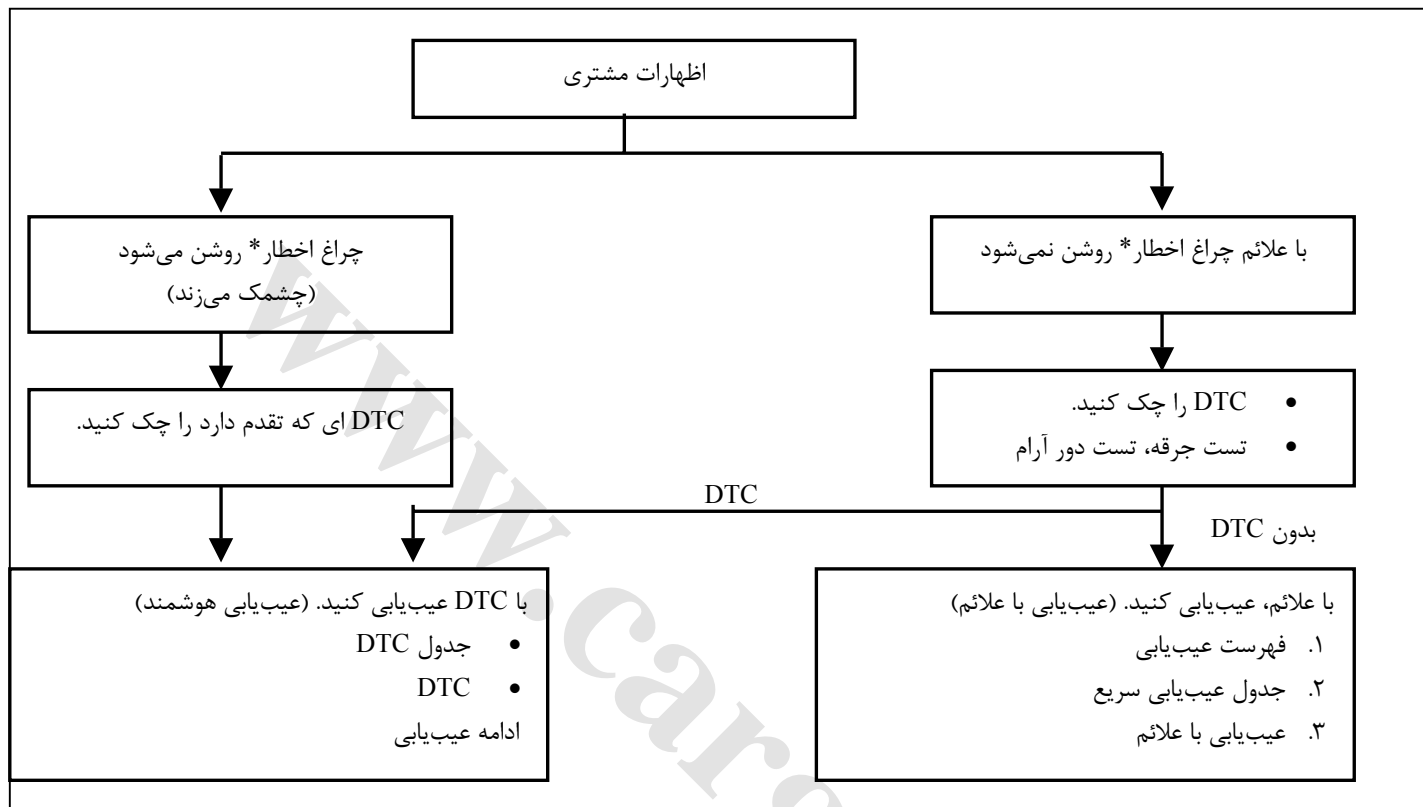 اظهارات مشتری
با علائم چراغ اخطار* روشن نمی‌شود
چراغ اخطار* روشن می‌شود
(چشمک می‌زند)
• DTC را چک کنید.
• تست جرقه، تست دور آرام
DTC ای که تقدم دارد را چک کنید.
DTC
بدون DTC
با علائم، عیب‌یابی کنید. (عیب‌یابی با علائم)
۱. فهرست عیب‌یابی
۲. جدول عیب‌یابی سریع
۳. عیب‌یابی با علائم
با DTC عیب‌یابی کنید. (عیب‌یابی هوشمند)
• جدول DTC
• DTC
ادامه عیب‌یابی
www.car